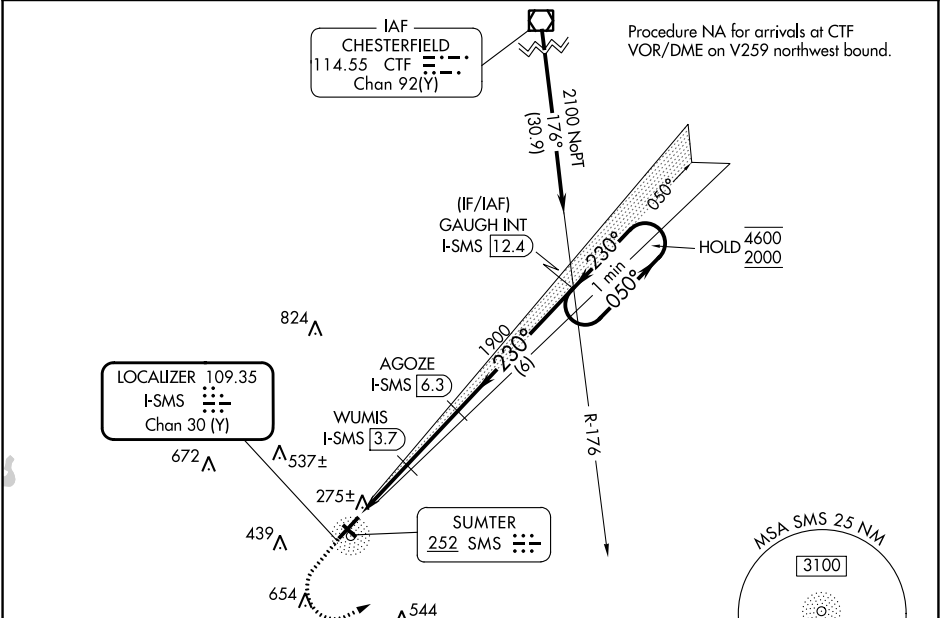 IAF
CHESTERFIELD
114.55 CTF
Chan 92(Y)
Procedure NA for arrivals at CTF
VOR/DME on V259 northwest bound.
2100 NoPT
176°
(30.9)
050°
(IF/IAF)
GAUGH INT
I-SMS 12.4
230°
1 min
050°
HOLD 4600
2000
824
1900
230°
(6)
AGOZE
I-SMS 6.3
LOCALIZER 109.35
I-SMS
Chan 30 (Y)
WUMIS
I-SMS 3.7
R-176
672
537±
275±
SUMTER
252 SMS
439
MSA SMS 25 NM
3100
654
544